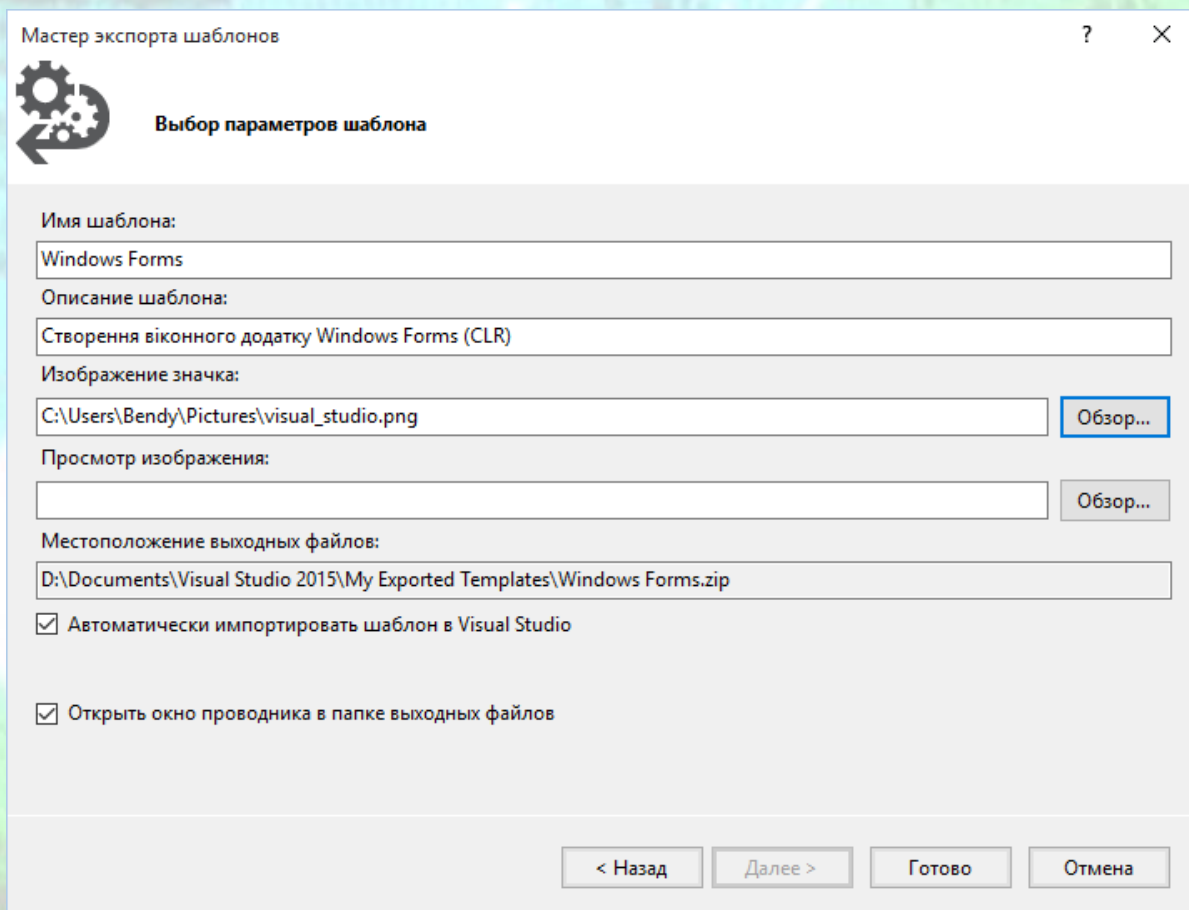 Мастер экспорта шаблонов
?
Выбор параметров шаблона
Имя шаблона:
Windows Forms
Описание шаблона:
Створення віконного додатку Windows Forms (CLR)
Изображение значка:
C:\Users\Bendy\Pictures\visual_studio.png
Обзор...
Просмотр изображения:
Обзор...
Местоположение выходных файлов:
D:\Documents\Visual Studio 2015\My Exported Templates\Windows Forms.zip
Автоматически импортировать шаблон в Visual Studio
Открыть окно проводника в папке выходных файлов
< Назад
Далее >
Готово
Отмена